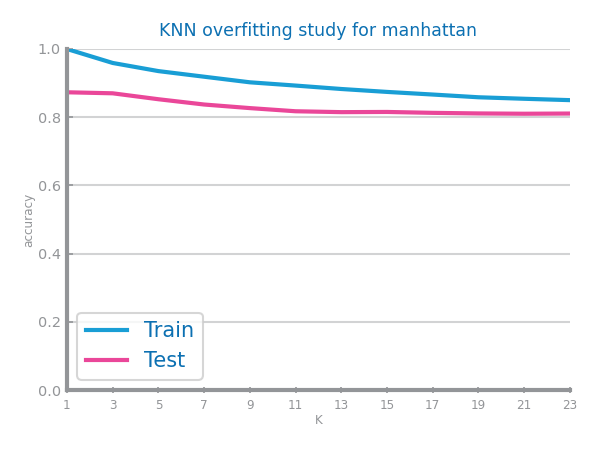 KNN overfitting study for manhattan
1.0
0.8
0.6
0.4
0.2
0.0
accuracy
Train
Test
1 3 5 7 9 11 13 15 17 19 21 23
K